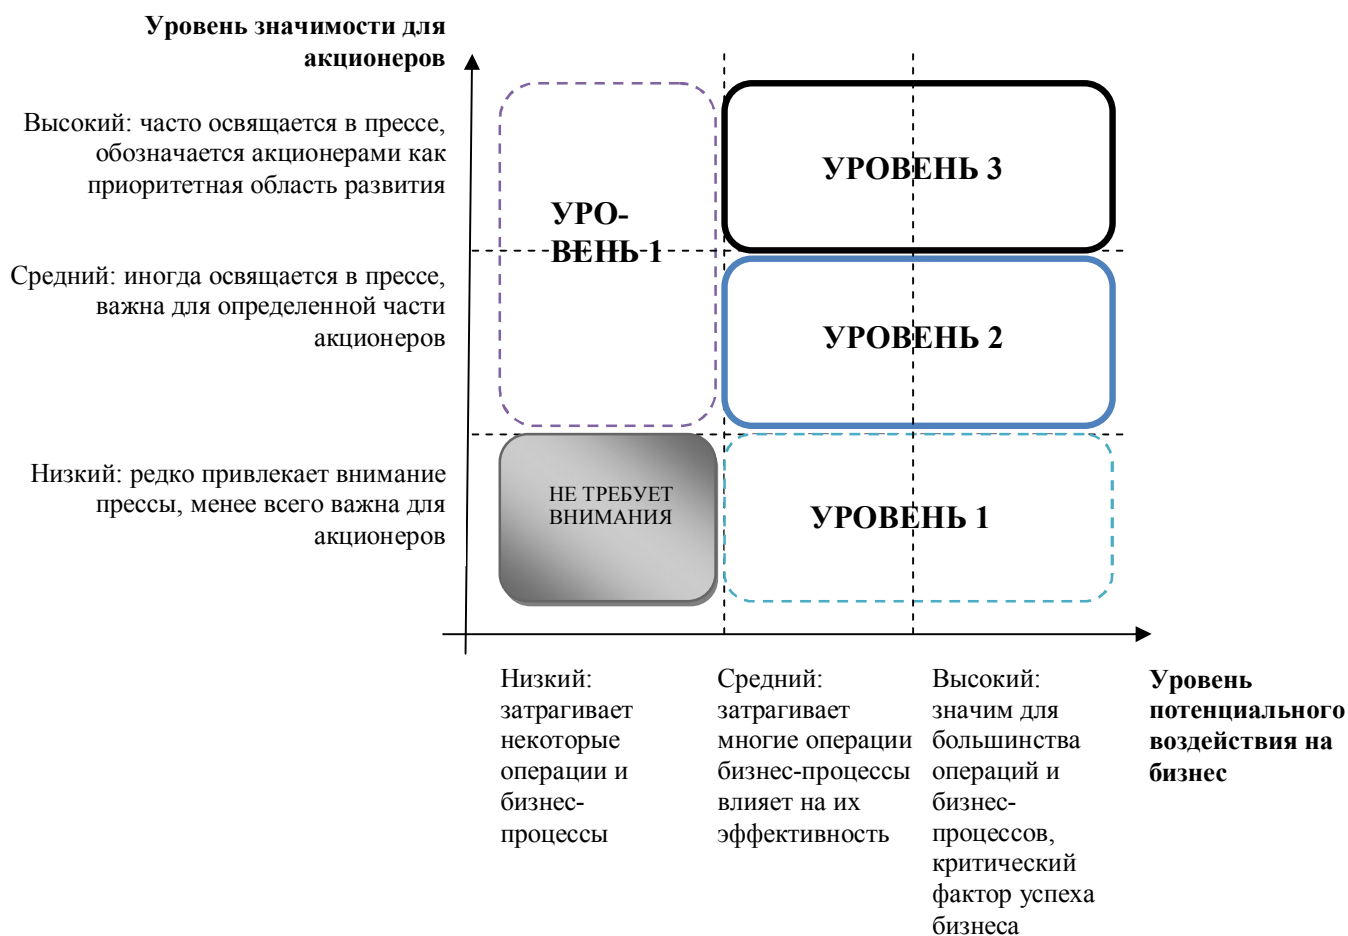 Уровень значимости для
акционеров
Высокий: часто освящается в прессе,
обозначается акционерами как
приоритетная область развития
УРОВЕНЬ 3
УРО-
ВЕНЬ 1
Средний: иногда освящается в прессе,
важна для определенной части
акционеров
УРОВЕНЬ 2
Низкий: редко привлекает внимание
прессы, менее всего важна для
акционеров
НЕ ТРЕБУЕТ
ВНИМАНИЯ
УРОВЕНЬ 1
Низкий:
затрагивает
некоторые
операции и
бизнес-
процессы
Средний:
затрагивает
многие операции
бизнес-процессы
влияет на их
эффективность
Высокий:
значим для
большинства
операций и
бизнес-
процессов,
критический
фактор успеха
бизнеса
Уровень
потенциального
воздействия на
бизнес